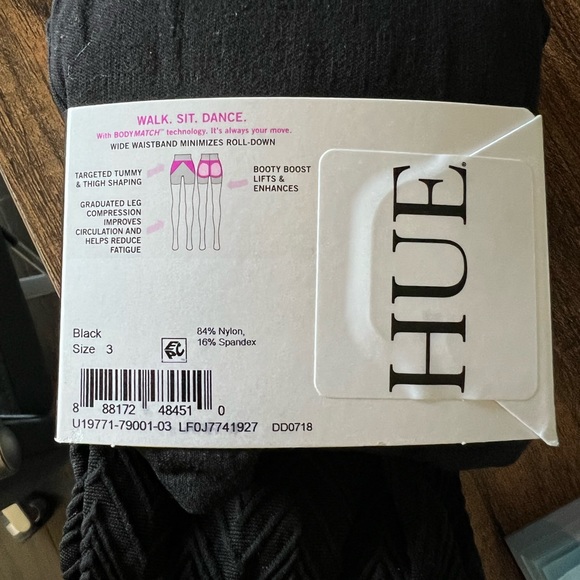 WALK. SIT. DANCE.
With BODYMATCH™ technology. It's always your move.
WIDE WAISTBAND MINIMIZES ROLL-DOWN
TARGETED TUMMY
& THIGH SHAPING
BOOTY BOOST
LIFTS &
ENHANCES
GRADUATED LEG
COMPRESSION
IMPROVES
CIRCULATION AND
HELPS REDUCE
FATIGUE
HUE®
Black
Size 3
84% Nylon,
16% Spandex
8 88172 48451 0
U19771-79001-03 LF0J7741927 DD0718